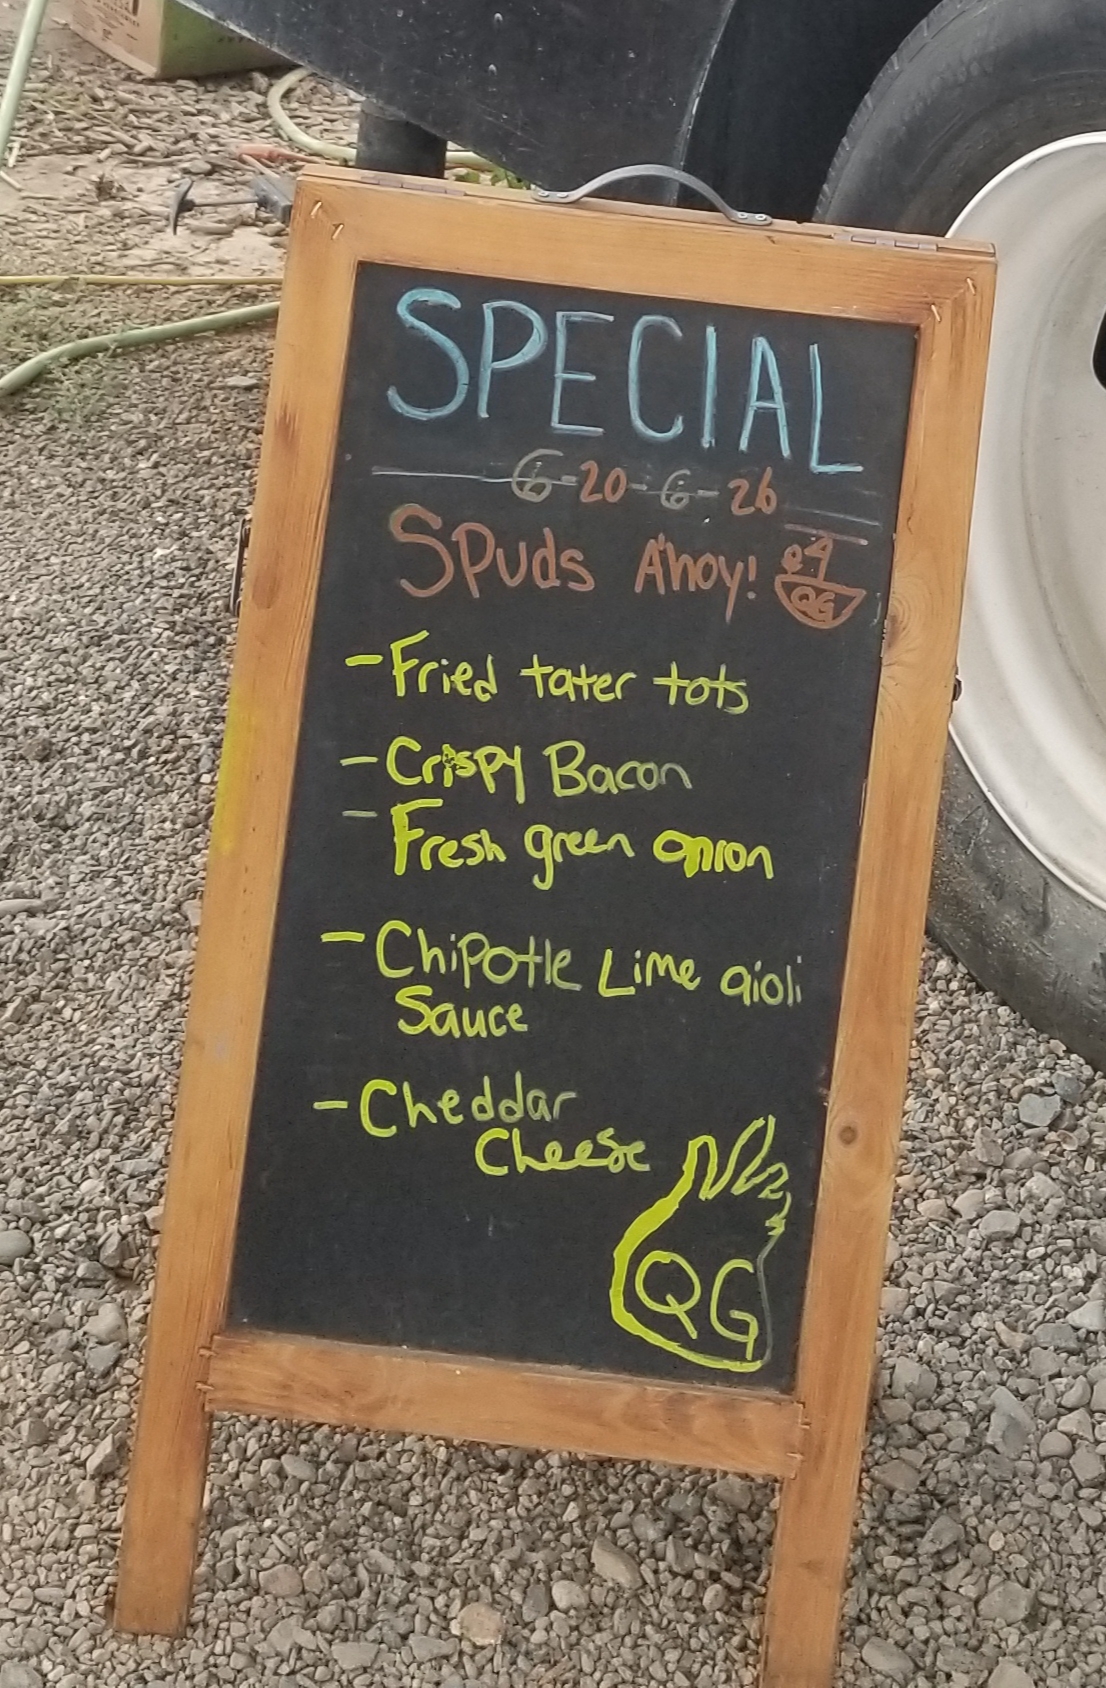 SPECIAL
6-20-6-26
Spuds Ahoy!
QG
- Fried tater tots
- Crispy Bacon
- Fresh green onion
- Chipotle Lime aioli
Sauce
- Cheddar
Cheese
QG